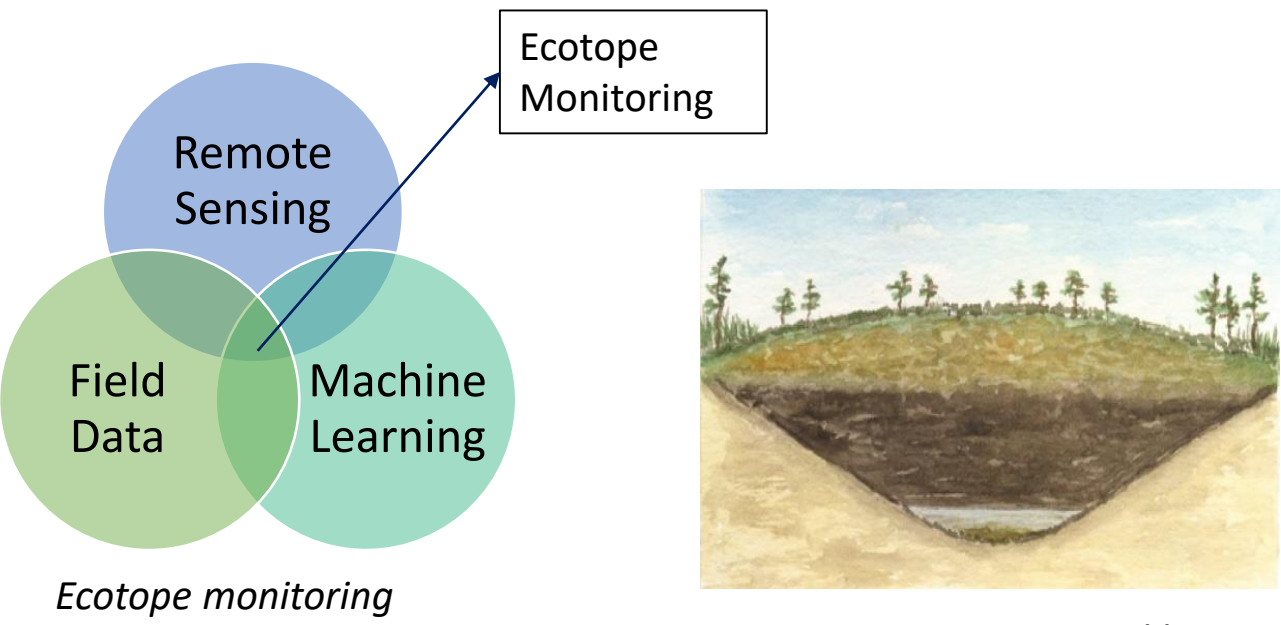 Ecotope
Monitoring
Remote
Sensing
Field
Data
Machine
Learning
Ecotope monitoring